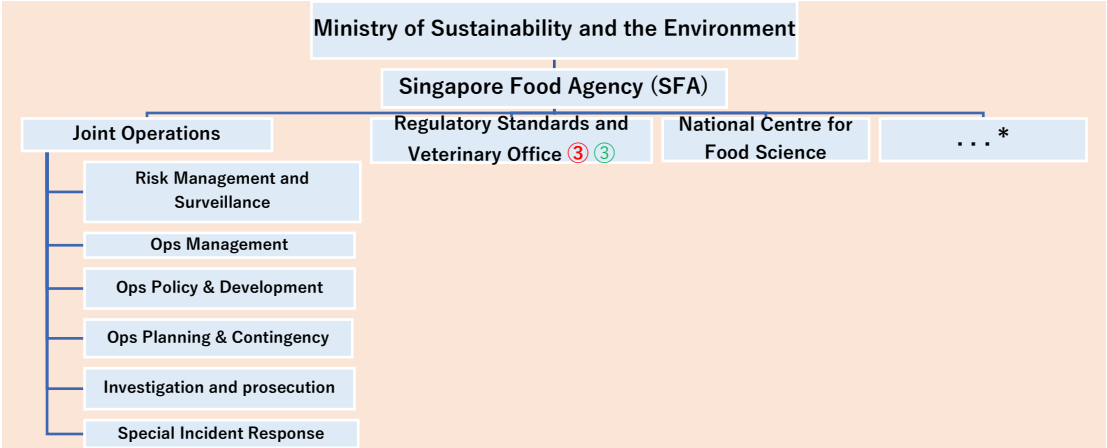 Ministry of Sustainability and the Environment
Singapore Food Agency (SFA)
Joint Operations
Regulatory Standards and
Veterinary Office ③ ③
National Centre for
Food Science
...*
Risk Management and
Surveillance
Ops Management
Ops Policy & Development
Ops Planning & Contingency
Investigation and prosecution
Special Incident Response